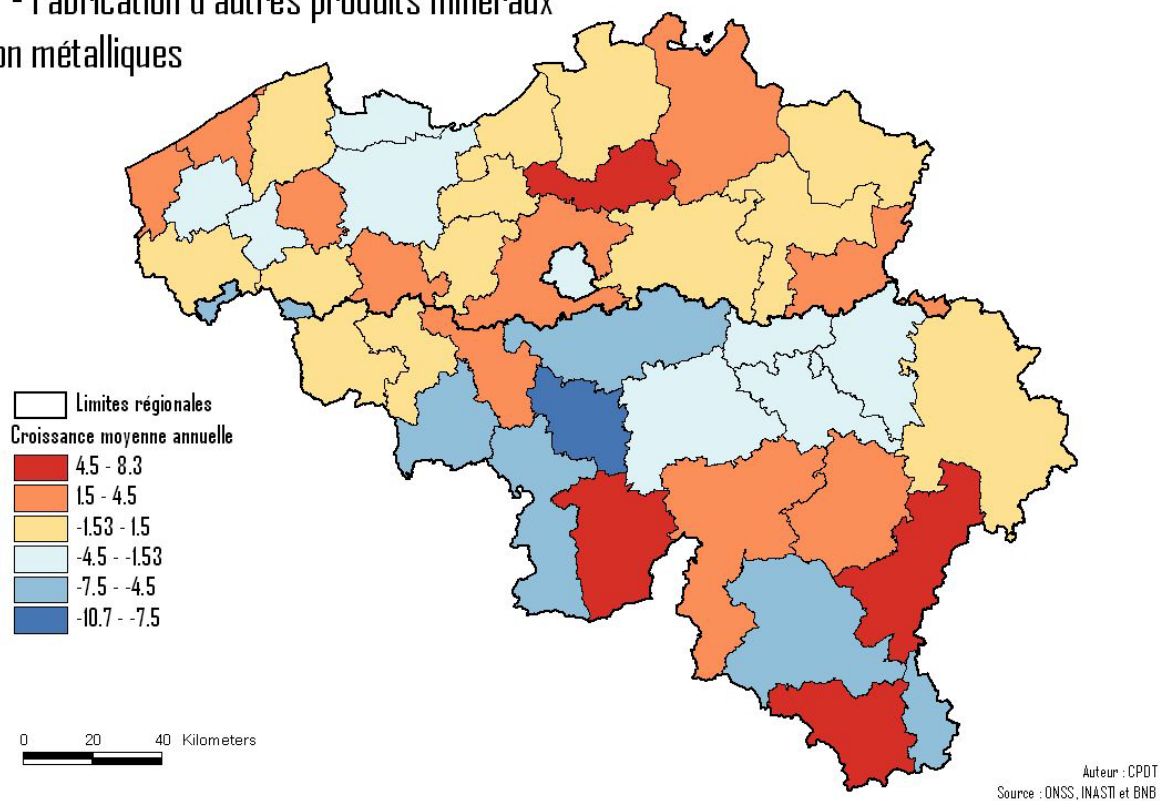 - Fabrication d'autres produits minéraux
on métalliques
Limites régionales
Croissance moyenne annuelle
4.5 - 8.3
1.5 - 4.5
-1.53 - 1.5
-4.5 - -1.53
-7.5 - -4.5
-10.7 - -7.5
0 20 40 Kilometers
Auteur : CPDT
Source : ONSS, INASTI et BNB